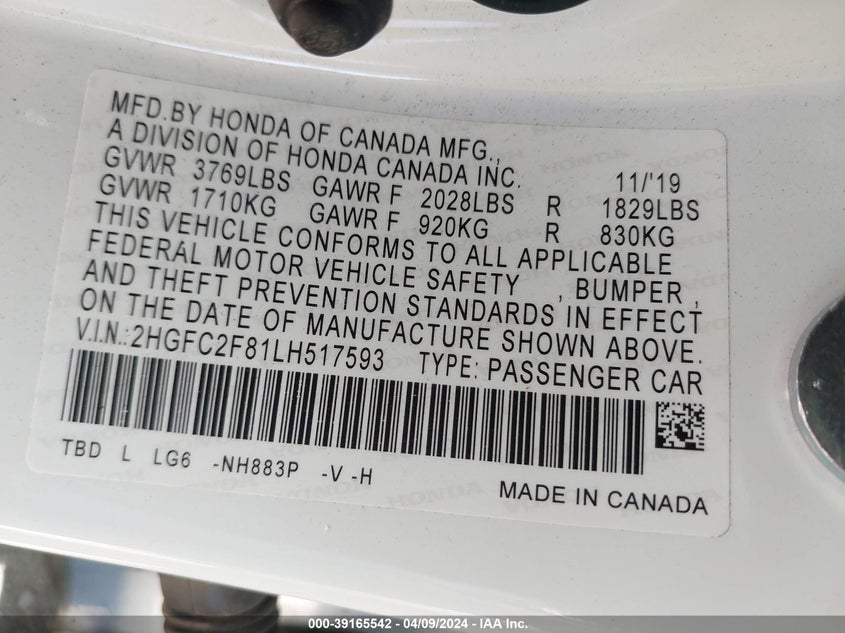 MFD.BY HONDA OF CANADA MFG.,
A DIVISION OF HONDA CANADA INC. 11/'19
GVWR 3769LBS GAWR F 2028LBS R 1829LBS
GVWR 1710KG GAWR F 920KG R 830KG
THIS VEHICLE CONFORMS TO ALL APPLICABLE
FEDERAL MOTOR VEHICLE SAFETY , BUMPER ,
AND THEFT PREVENTION STANDARDS IN EFFECT
ON THE DATE OF MANUFACTURE SHOWN ABOVE.
V.I.N.:2HGFC2F81LH517593 TYPE: PASSENGER CAR
TBD L LG6 -NH883P -V -H
MADE IN CANADA
000-39165542 - 04/09/2024 - IAA Inc.